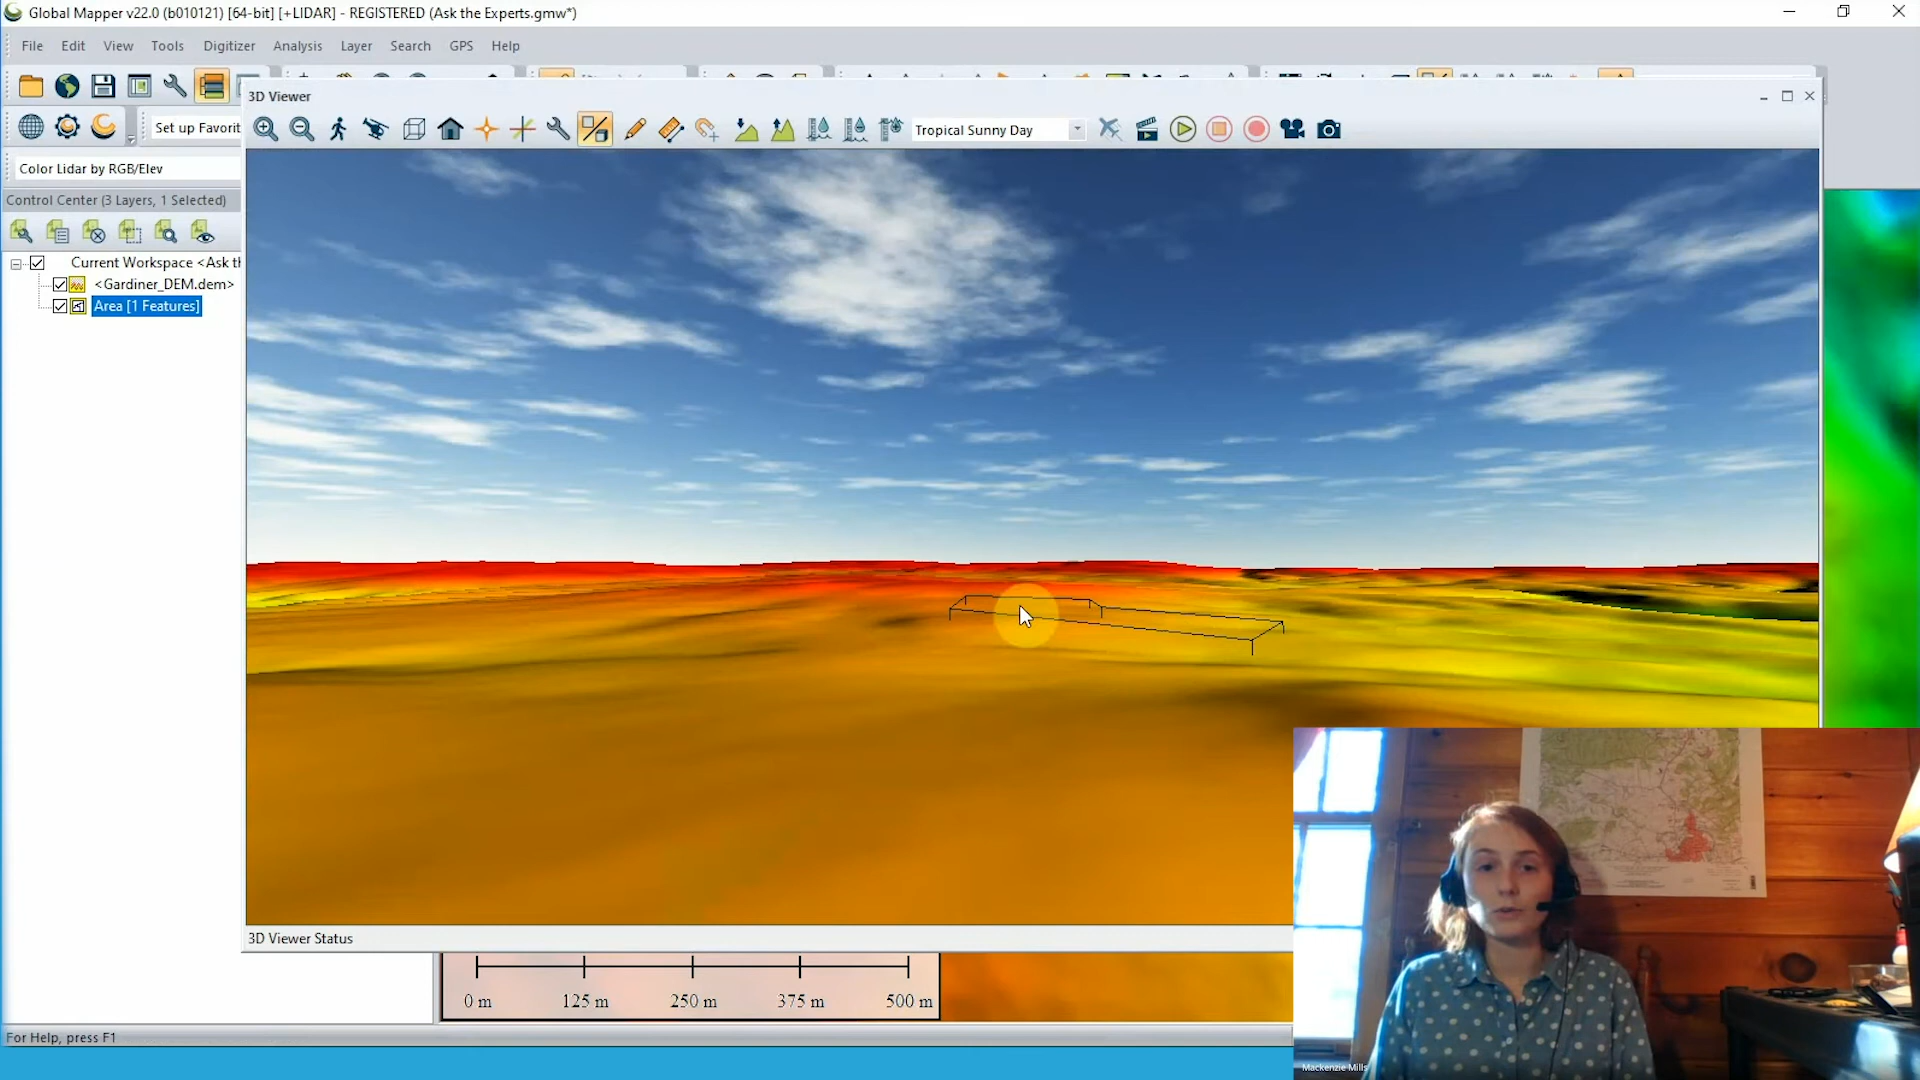 Global Mapper v22.0 (b010121) [64-bit] [+LIDAR] - REGISTERED (Ask the Experts.gmw*)
File Edit View Tools Digitizer Analysis Layer Search GPS Help
3D Viewer
Set up Favorit
Tropical Sunny Day
Color Lidar by RGB/Elev
Control Center (3 Layers, 1 Selected)
Current Workspace <Ask th
<Gardiner_DEM.dem>
Area [1 Features]
3D Viewer Status
0 m 125 m 250 m 375 m 500 m
For Help, press F1
Mackenzie Mills